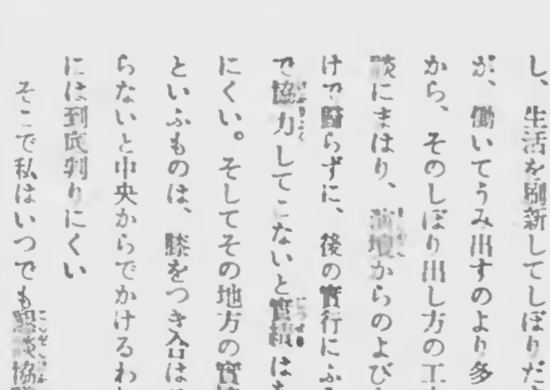 し、生活を刷新してしぼりだ
が、働いてうみ出すのより多
から、そのしぼり出し方の工
談にまはり、演壇からのよび
けで闘らずに、後の實行にふ
で協力してこないと實績はあ
にくい。そしてその地方の實
といふものは、膝をつき合は
らないと中央からでかけるわ
には到底判りにくい
そこで私はいつでも懇談協